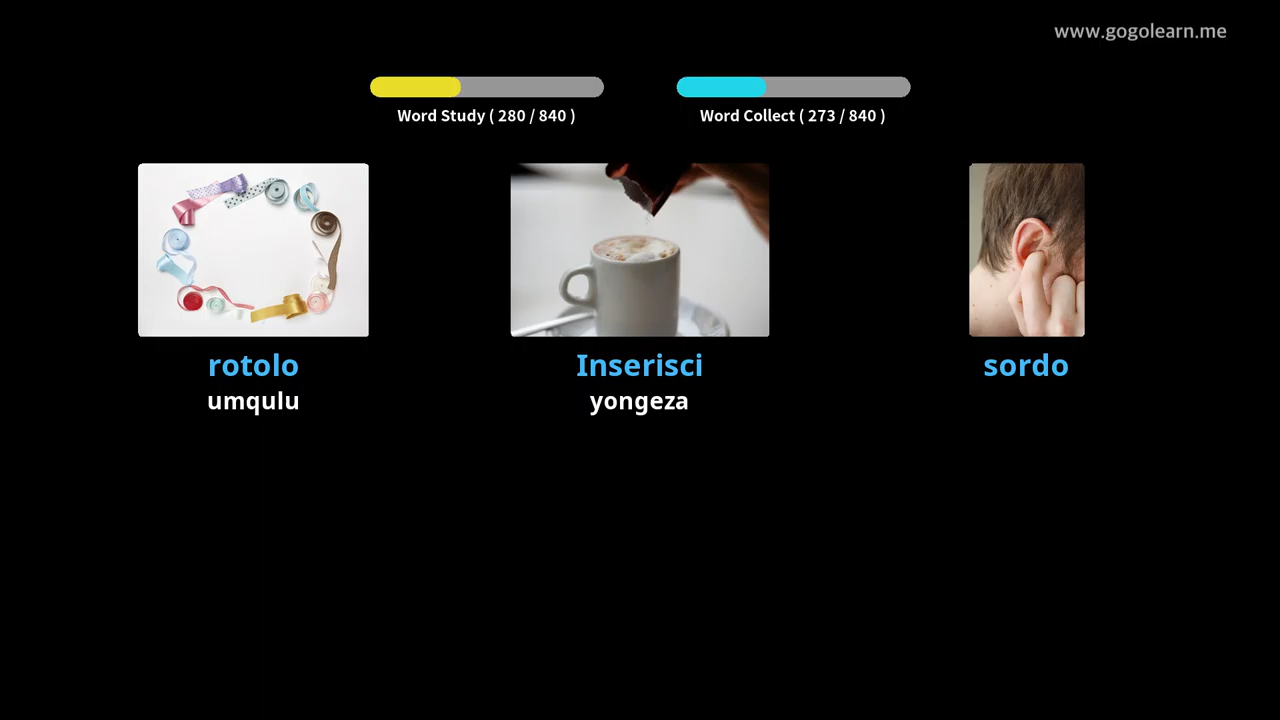 www.gogolearn.me
Word Study ( 280 / 840 )
Word Collect ( 273 / 840 )
rotolo
umqulu
Inserisci
yongeza
sordo